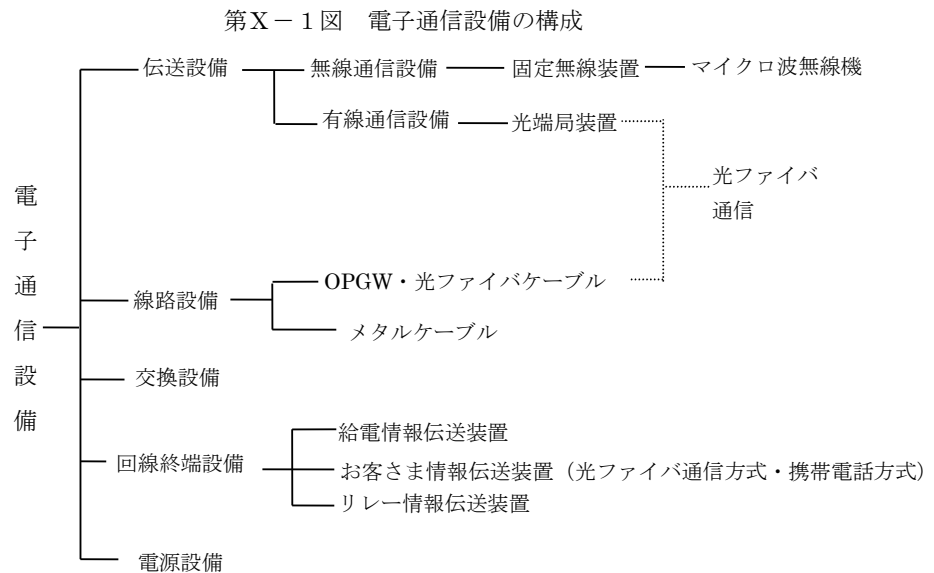 第Ⅹ－１図　電子通信設備の構成
伝送設備
無線通信設備
固定無線装置
マイクロ波無線機
有線通信設備
光端局装置
光ファイバ
通信
電子通信設備
線路設備
OPGW・光ファイバケーブル
メタルケーブル
交換設備
回線終端設備
給電情報伝送装置
お客さま情報伝送装置（光ファイバ通信方式・携帯電話方式）
リレー情報伝送装置
電源設備